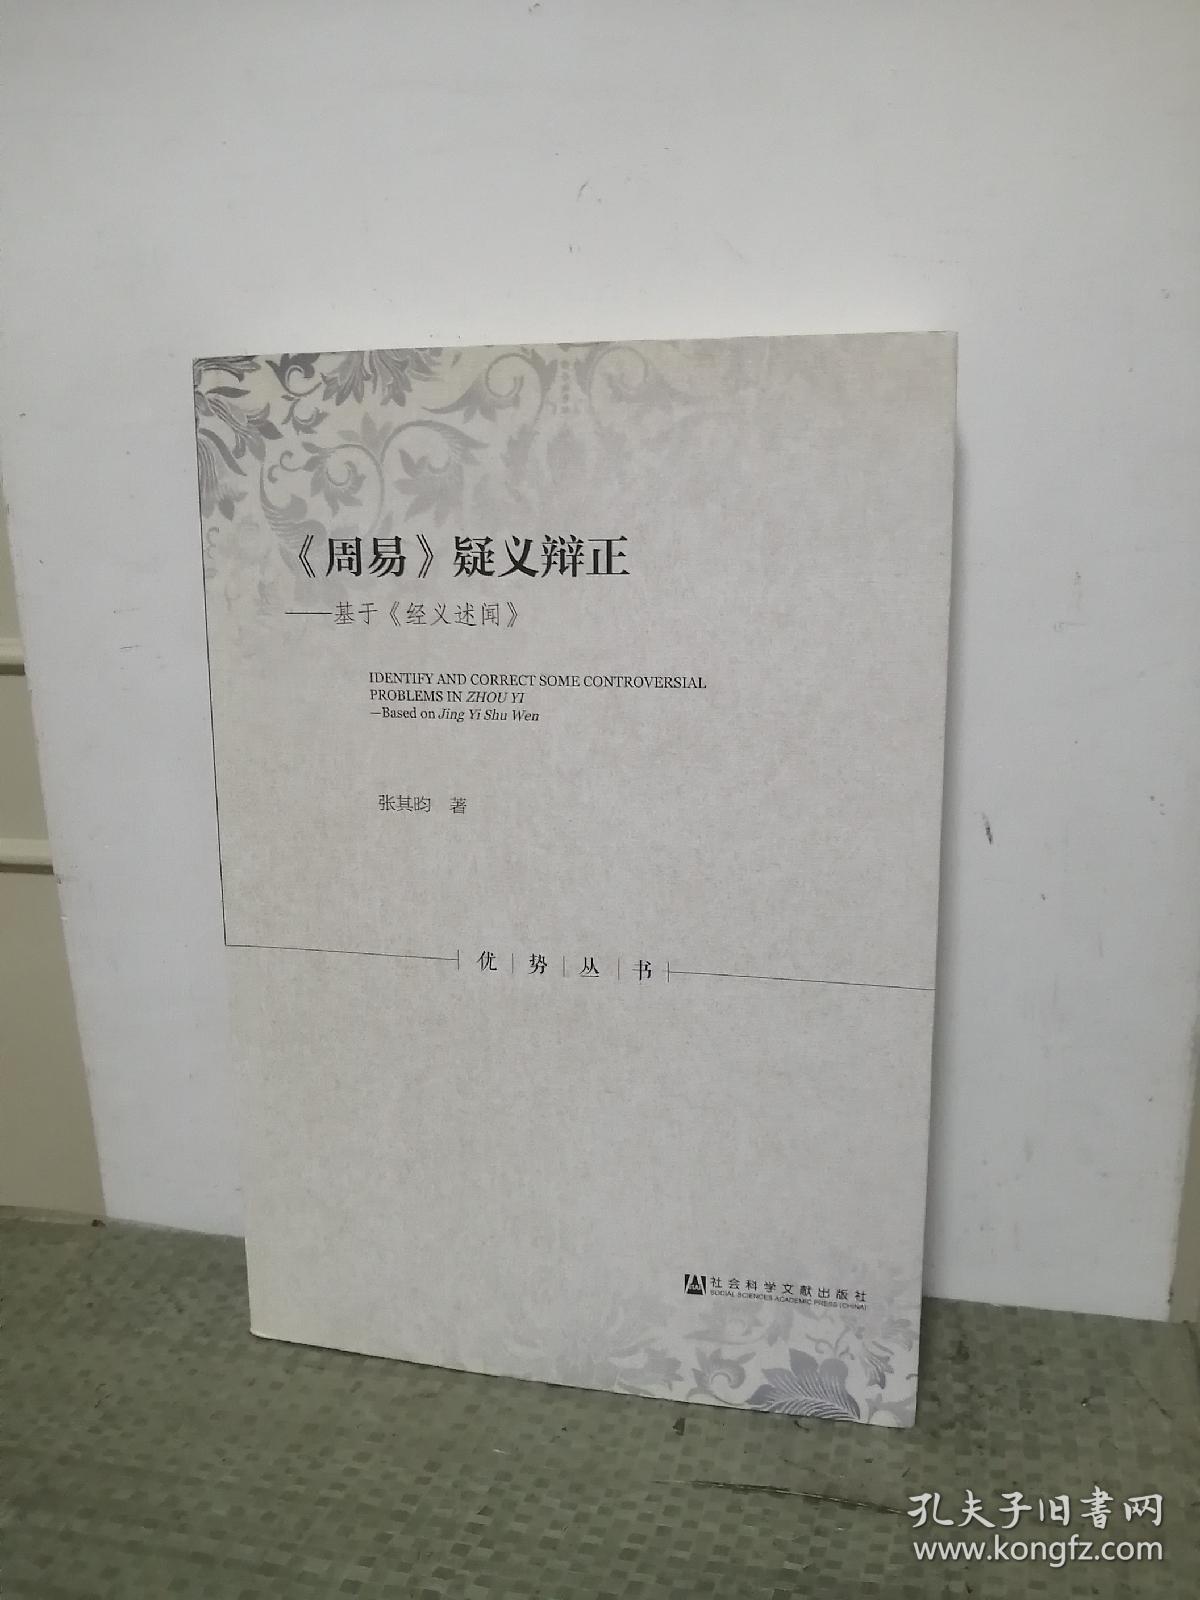 《周易》疑义辩正
——基于《经义述闻》
IDENTIFY AND CORRECT SOME CONTROVERSIAL
PROBLEMS IN ZHOU YI
—Based on Jing Yi Shu Wen
张其昀 著
优 势 丛 书
社会科学文献出版社
SOCIAL SCIENCES ACADEMIC PRESS (CHINA)
孔夫子旧书网
www.kongfz.com